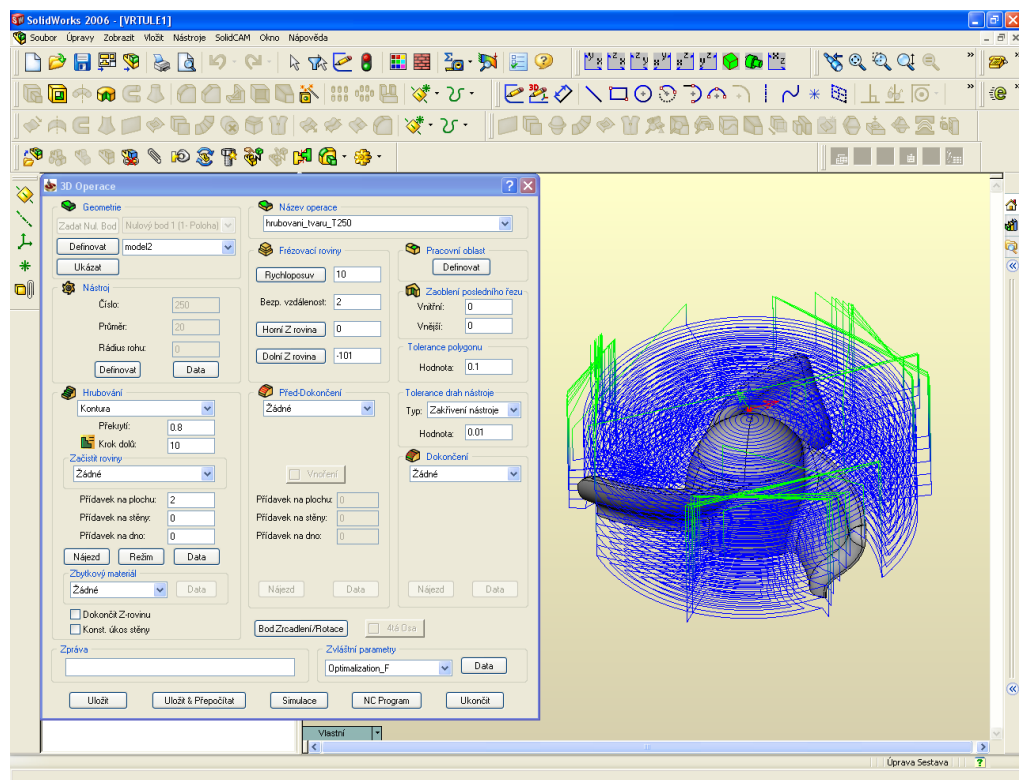 SolidWorks 2006 - [VRTULE1]
Soubor Úpravy Zobrazit Vložit Nástroje SolidCAM Okno Nápověda
3D Operace
Geometrie
Zadat Nul. Bod Nulový bod 1 (1- Poloha)
Definovat model2
Ukázat
Název operace
hrubovani_tvaru_T250
Nástroj
Číslo: 250
Průměr: 20
Rádius rohu: 0
Definovat Data
Frézovací roviny
Rychloposuv 10
Bezp. vzdálenost: 2
Horní Z rovina 0
Dolní Z rovina -101
Pracovní oblast
Definovat
Zaoblení posledního řezu
Vnitřní: 0
Vnější: 0
Tolerance polygonu
Hodnota: 0.1
Hrubování
Kontura
Překrytí: 0.8
Krok dolů: 10
Začistit roviny
Žádné
Přídavek na plochu: 2
Přídavek na stěny: 0
Přídavek na dno: 0
Nájezd Režim Data
Zbytkový materiál
Žádné Data
Dokončit Z-rovinu
Konst. úkos stěny
Před-Dokončení
Žádné
Vnoření
Přídavek na plochu: 0
Přídavek na stěny: 0
Přídavek na dno: 0
Nájezd Data
Tolerance drah nástroje
Typ: Zakřivení nástroje
Hodnota: 0.01
Dokončení
Žádné
Nájezd Data
Bod Zrcadlení/Rotace 4tá Osa
Zpráva
Zvláštní parametry
Optimalization_F Data
Uložit Uložit & Přepočítat Simulace NC Program Ukončit
Vlastní
Úprava Sestava